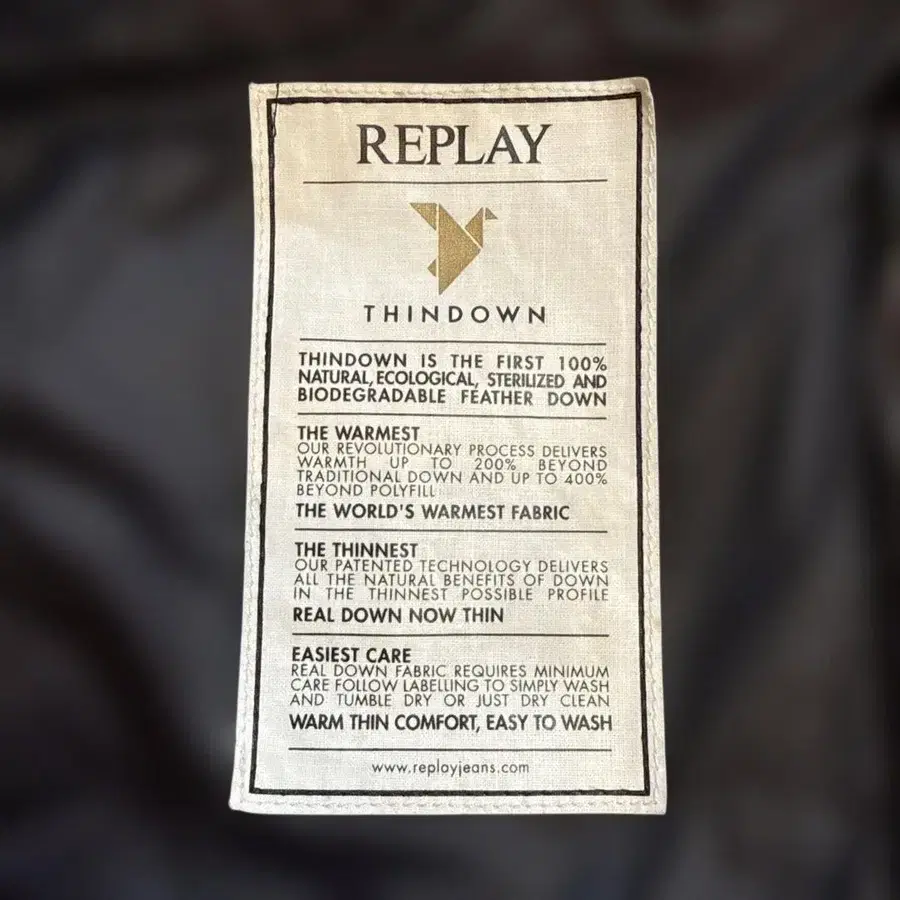 REPLAY
THINDOWN
THINDOWN IS THE FIRST 100%
NATURAL, ECOLOGICAL, STERILIZED AND
BIODEGRADABLE FEATHER DOWN
THE WARMEST
OUR REVOLUTIONARY PROCESS DELIVERS
WARMTH UP TO 200% BEYOND
TRADITIONAL DOWN AND UP TO 400%
BEYOND POLYFILL
THE WORLD'S WARMEST FABRIC
THE THINNEST
OUR PATENTED TECHNOLOGY DELIVERS
ALL THE NATURAL BENEFITS OF DOWN
IN THE THINNEST POSSIBLE PROFILE
REAL DOWN NOW THIN
EASIEST CARE
REAL DOWN FABRIC REQUIRES MINIMUM
CARE FOLLOW LABELLING TO SIMPLY WASH
AND TUMBLE DRY OR JUST DRY CLEAN
WARM THIN COMFORT, EASY TO WASH
www.replayjeans.com